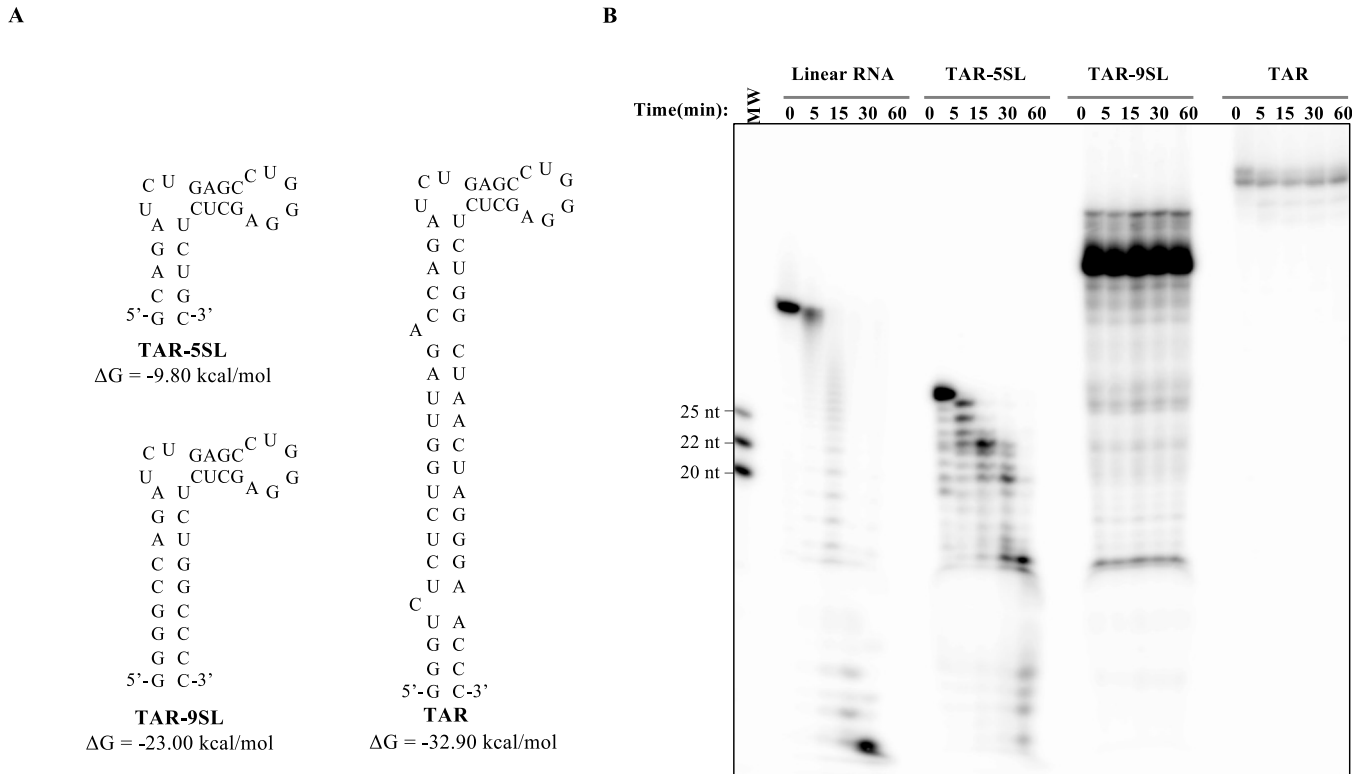 A
C U GAGC C U G
U CUCG A G G
A U
G C
A U
C G
5’-G C-3’
TAR-5SL
ΔG = -9.80 kcal/mol
C U GAGC C U G
U CUCG A G G
A U
G C
A U
C G
C G
G C
G C
G C
5’-G C-3’
TAR-9SL
ΔG = -23.00 kcal/mol
C U GAGC C U G
U CUCG A G G
A U
G C
A U
C G
C G
A
G C
A U
U A
U A
G C
G U
U A
C G
U G
C G
U A
C
U A
G C
G C
5’-G C-3’
TAR
ΔG = -32.90 kcal/mol
B
Linear RNA TAR-5SL TAR-9SL TAR
Time(min): MW 0 5 15 30 60 0 5 15 30 60 0 5 15 30 60 0 5 15 30 60
25 nt
22 nt
20 nt